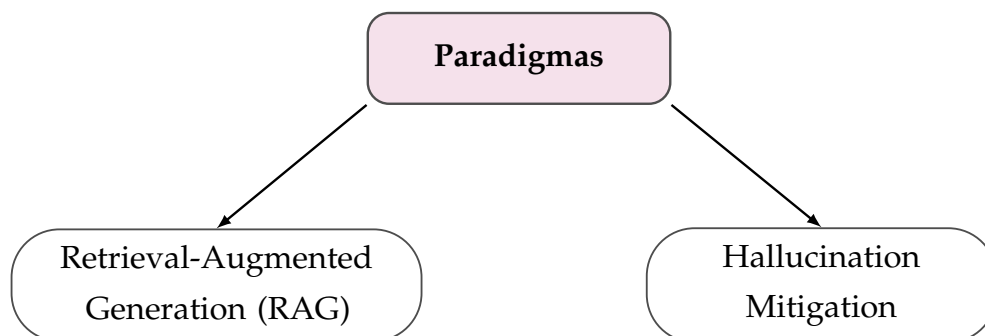 Paradigmas
Retrieval-Augmented
Generation (RAG)
Hallucination
Mitigation